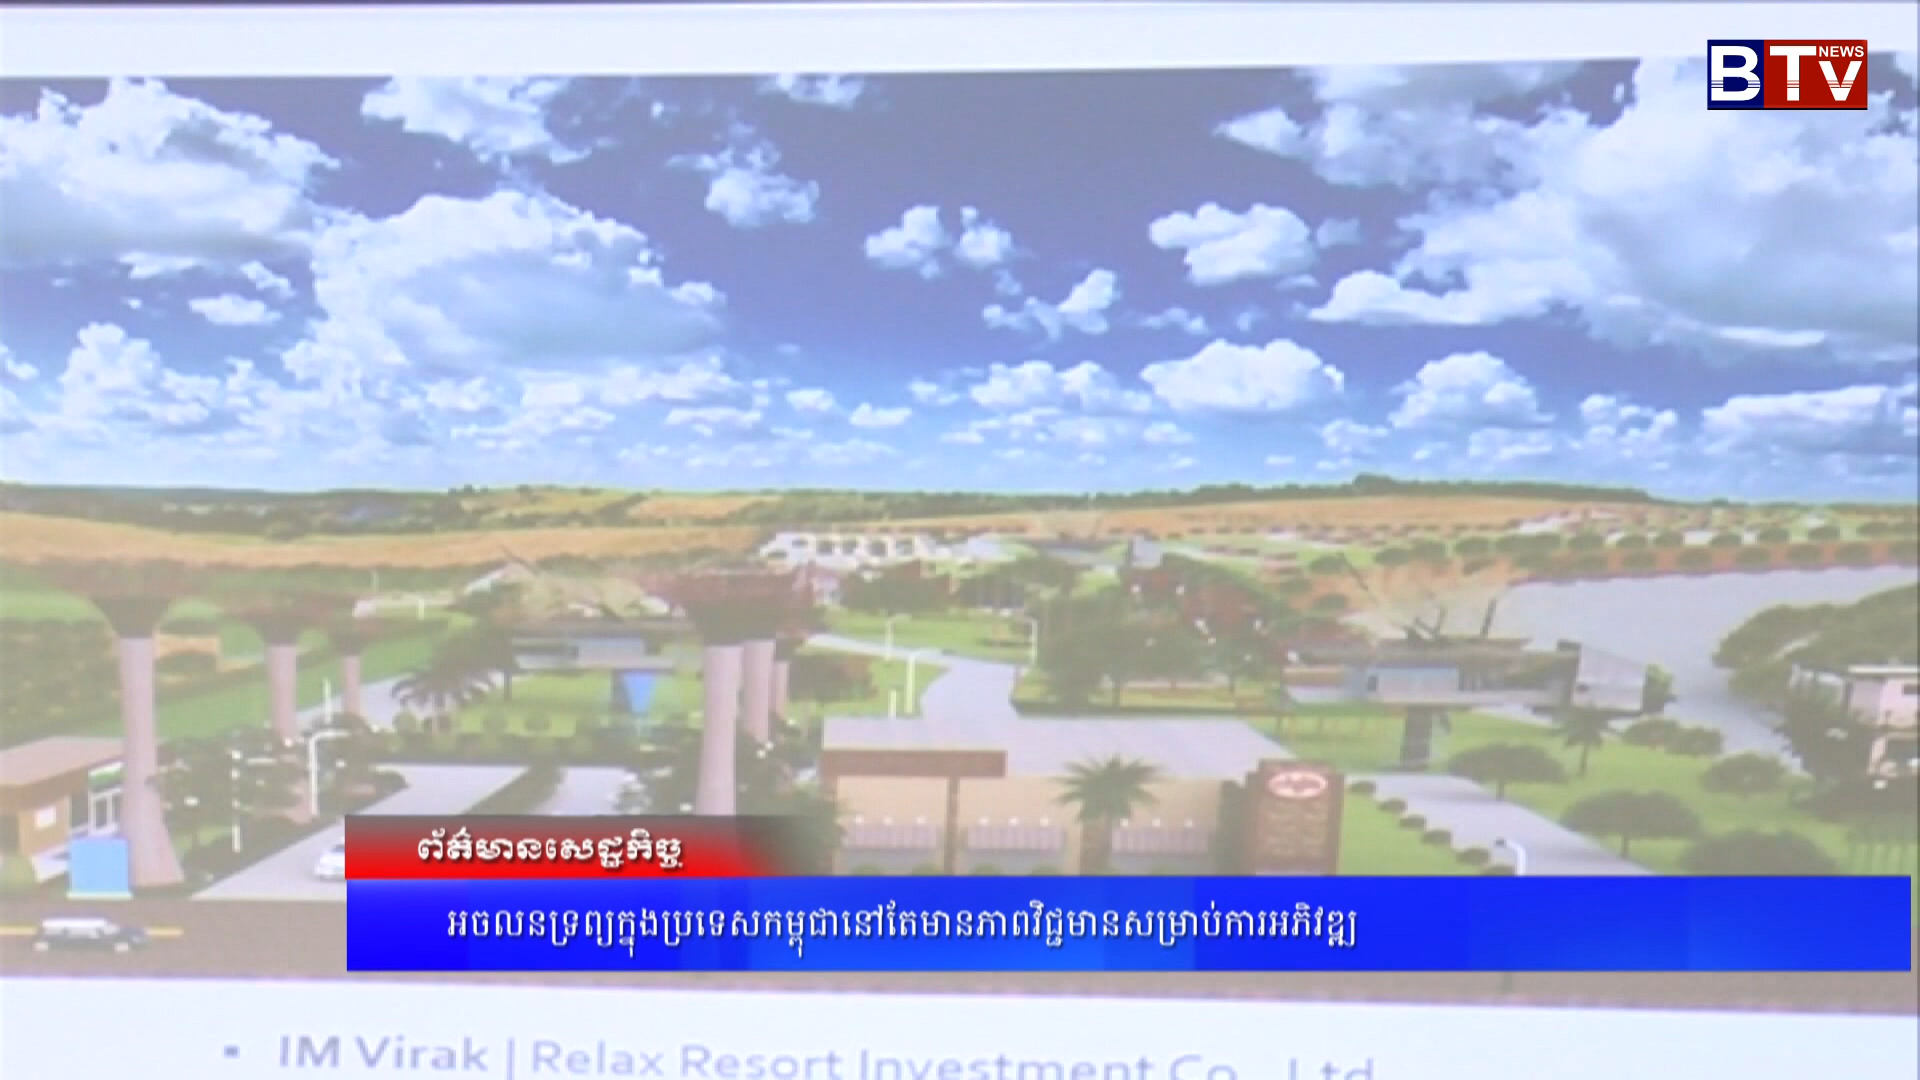 BTV NEWS
ព័ត៌មានសេដ្ឋកិច្ច
អចលនទ្រព្យក្នុងប្រទេសកម្ពុជានៅតែមានភាពវិជ្ជមានសម្រាប់ការអភិវឌ្ឍ
▪ IM Virak | Relax Resort Investment Co., Ltd